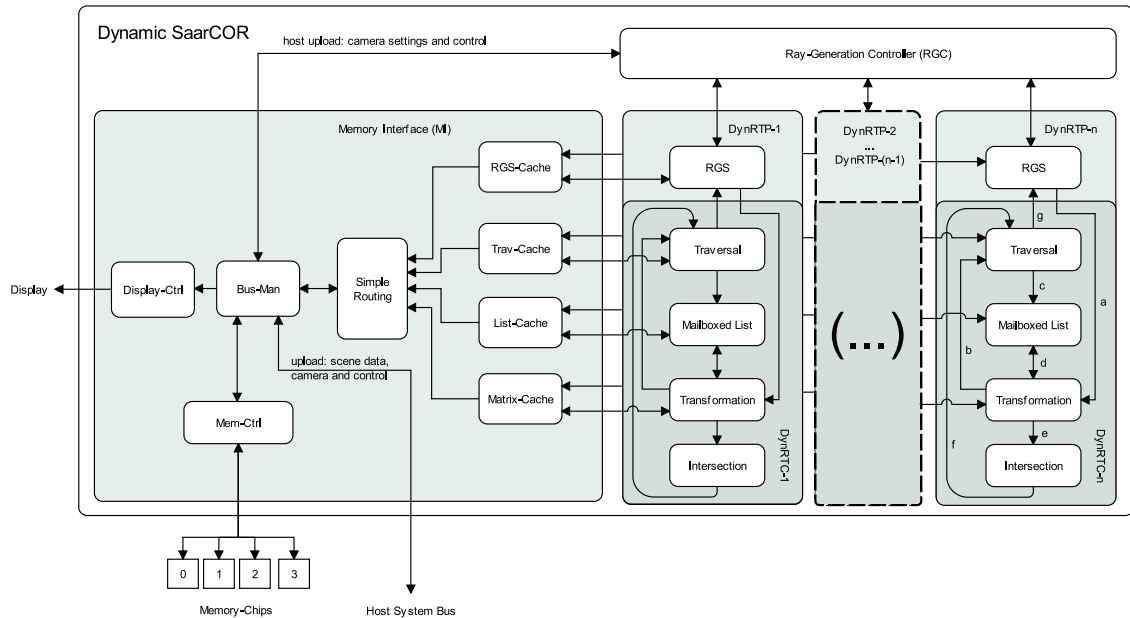 Dynamic SaarCOR
host upload: camera settings and control
Ray-Generation Controller (RGC)
Memory Interface (MI)
DynRTP-1
DynRTP-2
...
DynRTP-(n-1)
DynRTP-n
RGS-Cache
RGS
RGS
g
Trav-Cache
Traversal
Traversal
Display
Display-Ctrl
Bus-Man
Simple
Routing
c
a
List-Cache
Mailboxed List
(...)
Mailboxed List
b
upload: scene data,
camera and control
d
Matrix-Cache
Transformation
Transformation
Mem-Ctrl
e
f
Intersection
Intersection
DynRTC-1
DynRTC-n
0
1
2
3
Memory-Chips
Host System Bus